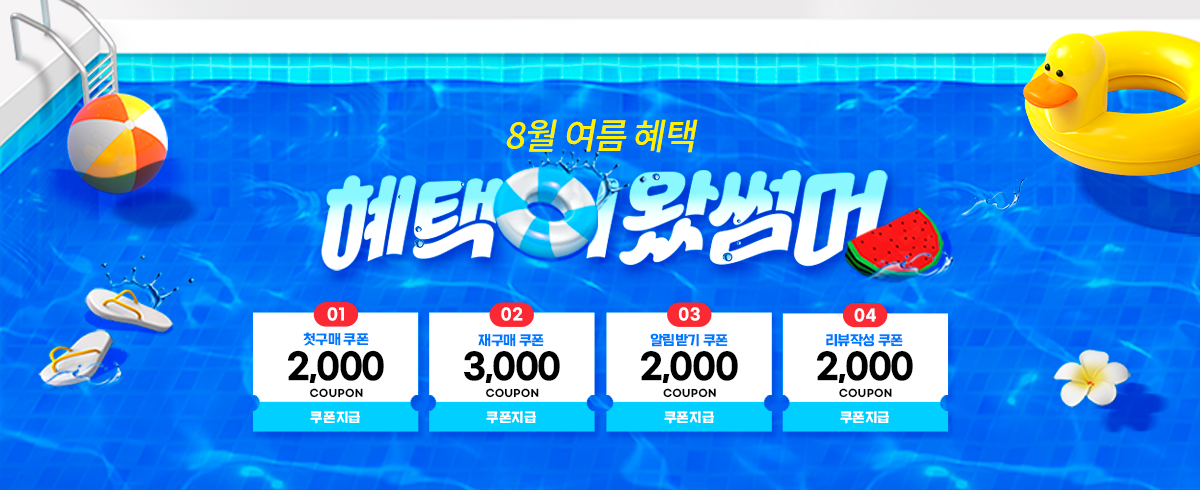 8월 여름 혜택
혜택이 왔썸머
01
첫구매 쿠폰
2,000
COUPON
쿠폰지급
02
재구매 쿠폰
3,000
COUPON
쿠폰지급
03
알림받기 쿠폰
2,000
COUPON
쿠폰지급
04
리뷰작성 쿠폰
2,000
COUPON
쿠폰지급